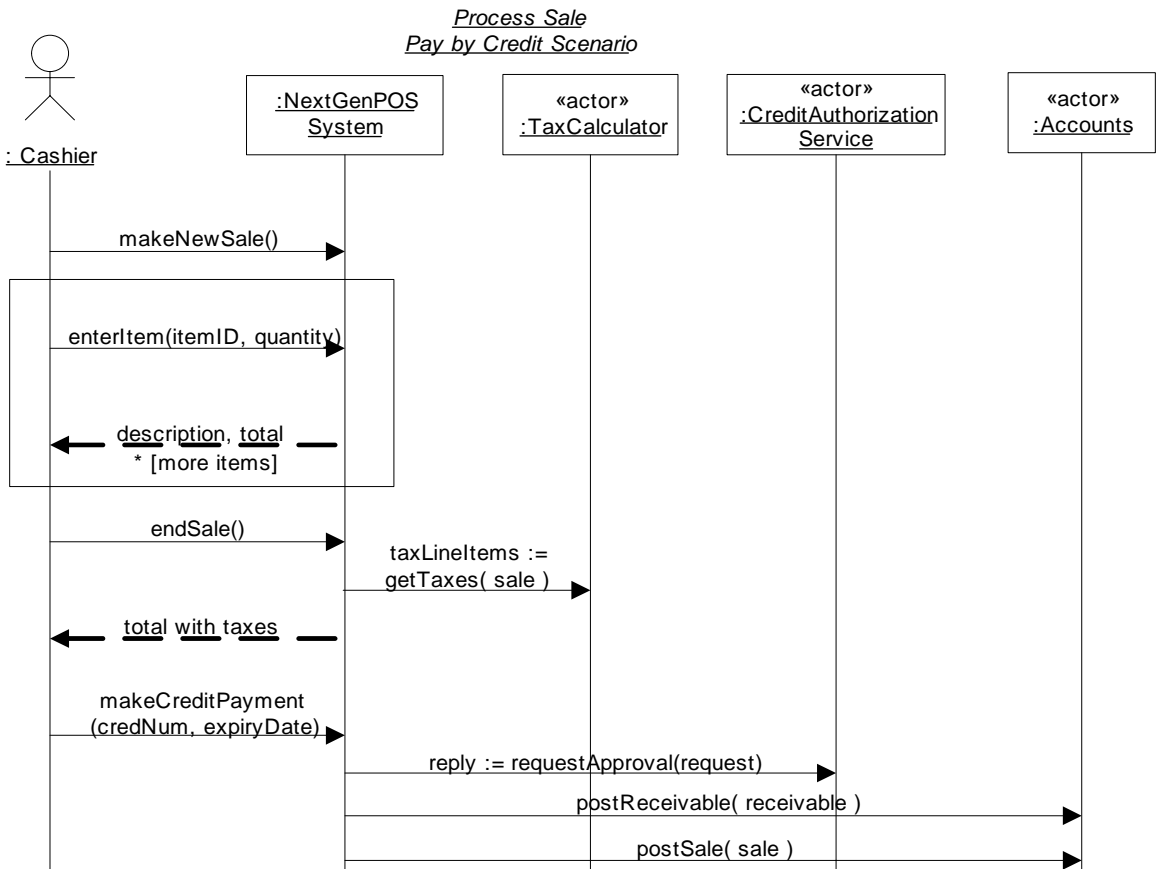 Process Sale
Pay by Credit Scenario
: Cashier
:NextGenPOS
System
«actor»
:TaxCalculator
«actor»
:CreditAuthorization
Service
«actor»
:Accounts
makeNewSale()
enterItem(itemID, quantity)
description, total
* [more items]
endSale()
taxLineItems :=
getTaxes( sale )
total with taxes
makeCreditPayment
(credNum, expiryDate)
reply := requestApproval(request)
postReceivable( receivable )
postSale( sale )